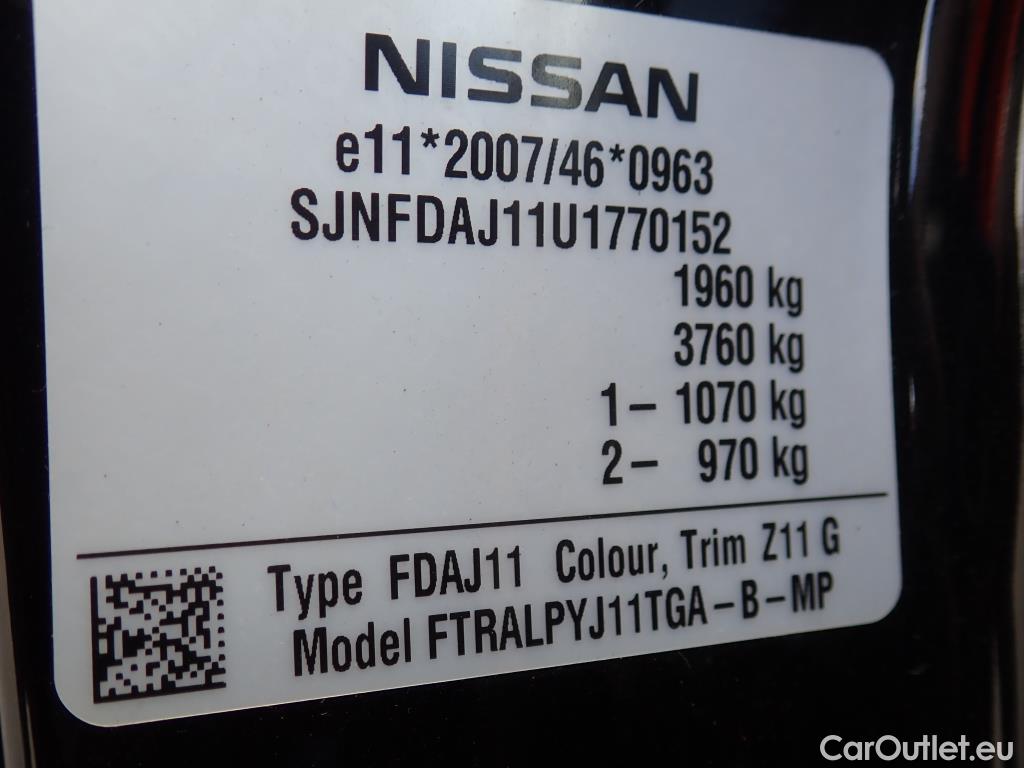 NISSAN
e11*2007/46*0963
SJNFDAJ11U1770152
1960 kg
3760 kg
1– 1070 kg
2– 970 kg
Type FDAJ11 Colour, Trim Z11 G
Model FTRALPYJ11TGA–B–MP
CarOutlet.eu